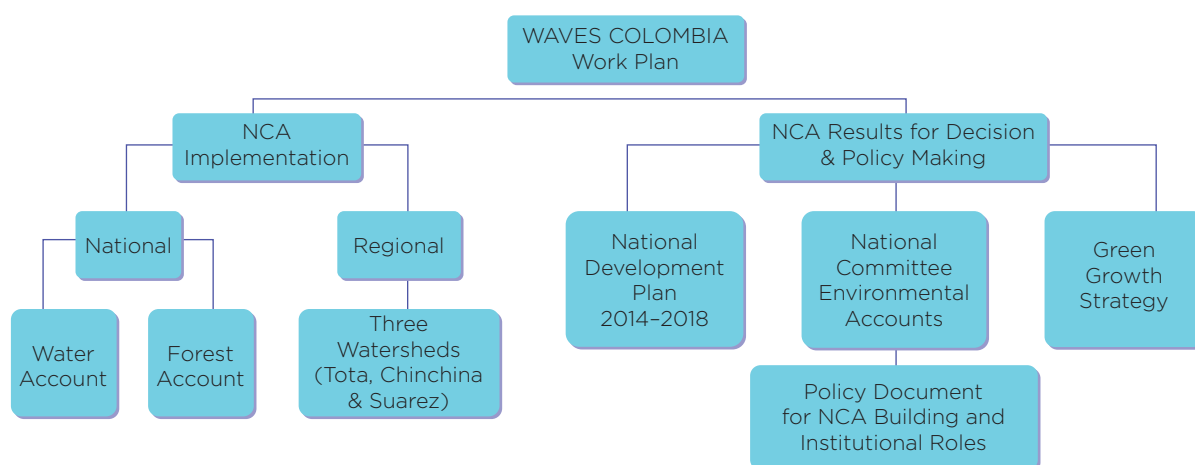 WAVES COLOMBIA
Work Plan
NCA
Implementation
NCA Results for Decision
& Policy Making
National
Regional
National
Development
Plan
2014–2018
National
Committee
Environmental
Accounts
Green
Growth
Strategy
Water
Account
Forest
Account
Three
Watersheds
(Tota, Chinchina
& Suarez)
Policy Document
for NCA Building and
Institutional Roles